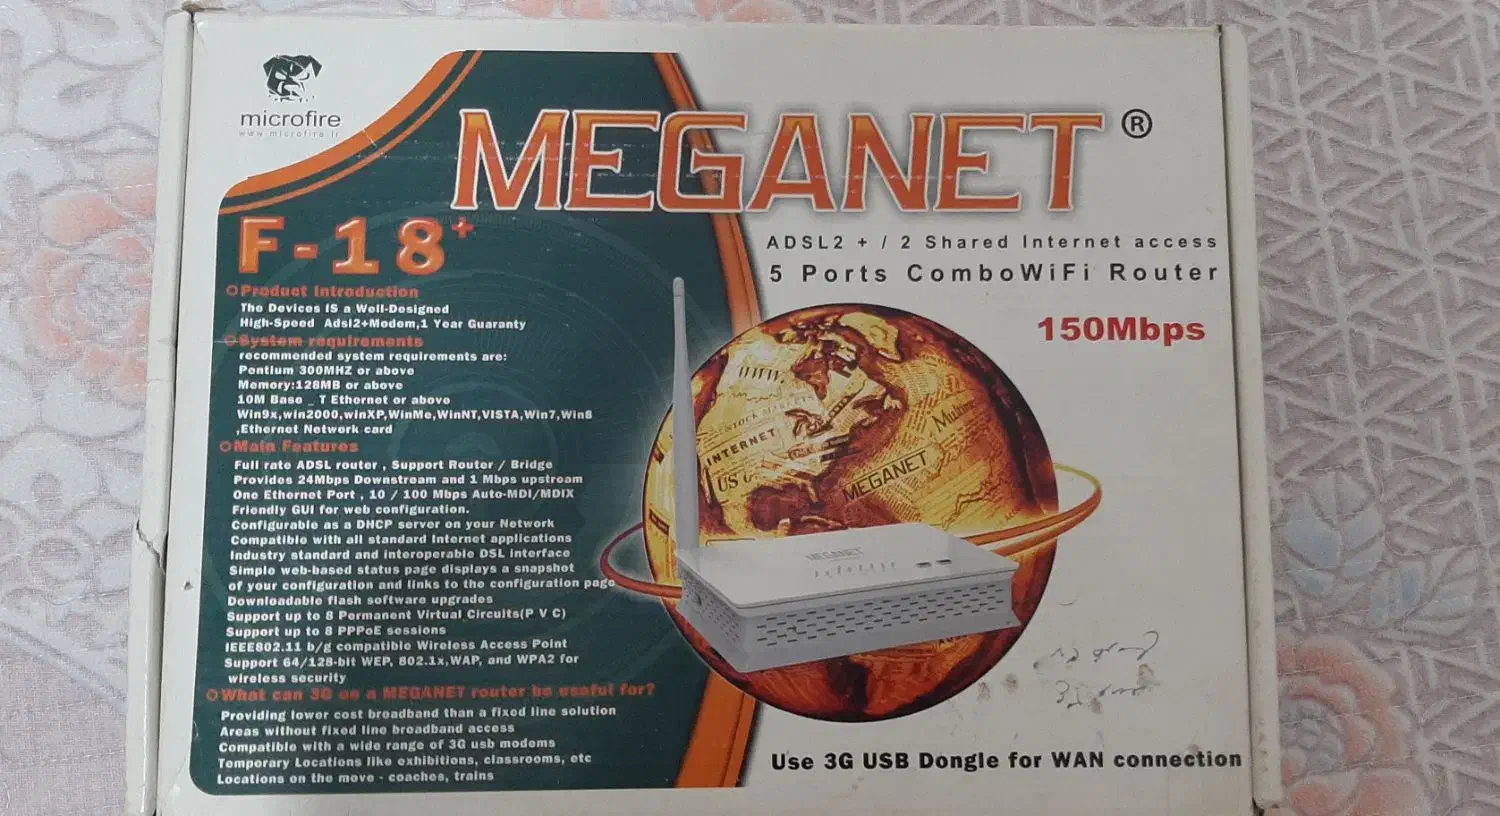 microfire
www.microfire.ir
MEGANET ®
F-18+
ADSL2 + / 2 Shared Internet access
5 Ports ComboWiFi Router
150Mbps
Product Introduction
The Devices IS a Well-Designed
High-Speed Adsl2+Modem,1 Year Guaranty
System requirements
recommended system requirements are:
Pentium 300MHZ or above
Memory:128MB or above
10M Base _ T Ethernet or above
Win9x,win2000,winXP,WinMe,WinNT,VISTA,Win7,Win8
,Ethernet Network card
Main Features
Full rate ADSL router , Support Router / Bridge
Provides 24Mbps Downstream and 1 Mbps upstream
One Ethernet Port , 10 / 100 Mbps Auto-MDI/MDIX
Friendly GUI for web configuration.
Configurable as a DHCP server on your Network
Compatible with all standard Internet applications
Industry standard and interoperable DSL interface
Simple web-based status page displays a snapshot
of your configuration and links to the configuration page
Downloadable flash software upgrades
Support up to 8 Permanent Virtual Circuits(P V C)
Support up to 8 PPPoE sessions
IEEE802.11 b/g compatible Wireless Access Point
Support 64/128-bit WEP, 802.1x,WAP, and WPA2 for
wireless security
What can 3G on a MEGANET router be useful for?
Providing lower cost broadband than a fixed line solution
Areas without fixed line broadband access
Compatible with a wide range of 3G usb modems
Temporary Locations like exhibitions, classrooms, etc
Locations on the move - coaches, trains
WWW.
STOCK MARKETS
INTERNET
US
Multim
MEGANET
MEGANET
Use 3G USB Dongle for WAN connection